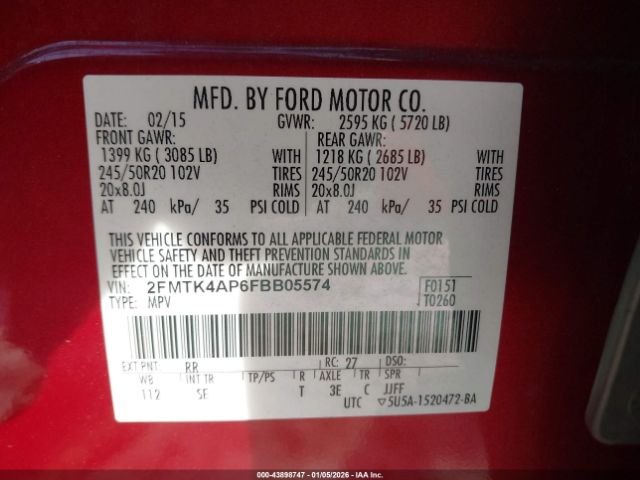 MFD. BY FORD MOTOR CO.
DATE: 02/15 GVWR: 2595 KG ( 5720 LB)
FRONT GAWR: REAR GAWR:
1399 KG ( 3085 LB) WITH 1218 KG ( 2685 LB) WITH
245/50R20 102V TIRES 245/50R20 102V TIRES
20x8.0J RIMS 20x8.0J RIMS
AT 240 kPa/ 35 PSI COLD AT 240 kPa/ 35 PSI COLD
THIS VEHICLE CONFORMS TO ALL APPLICABLE FEDERAL MOTOR
VEHICLE SAFETY AND THEFT PREVENTION STANDARDS IN
EFFECT ON THE DATE OF MANUFACTURE SHOWN ABOVE.
VIN: 2FMTK4AP6FBB05574 F0151
TYPE: MPV T0260
EXT PNT: RR RC: 27 DSO:
WB INT TR TP/PS R AXLE TR SPR
112 SE T 3E C JJFF
UTC ▽5U5A-1520472-BA
000-43898747 - 01/05/2026 - IAAI.COM